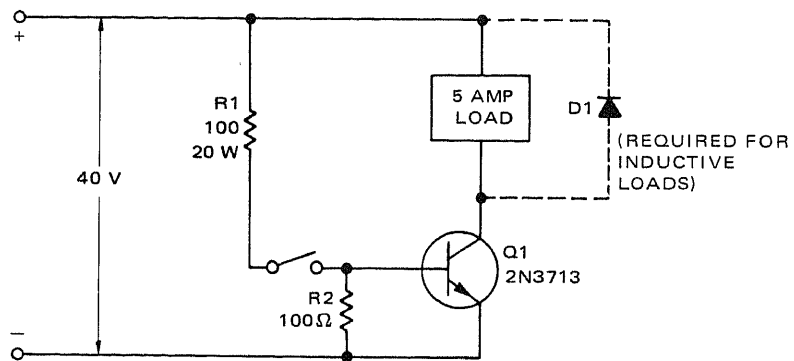 +
40 V
−
R1
100
20 W
R2
100Ω
5 AMP
LOAD
D1
(REQUIRED FOR
INDUCTIVE
LOADS)
Q1
2N3713